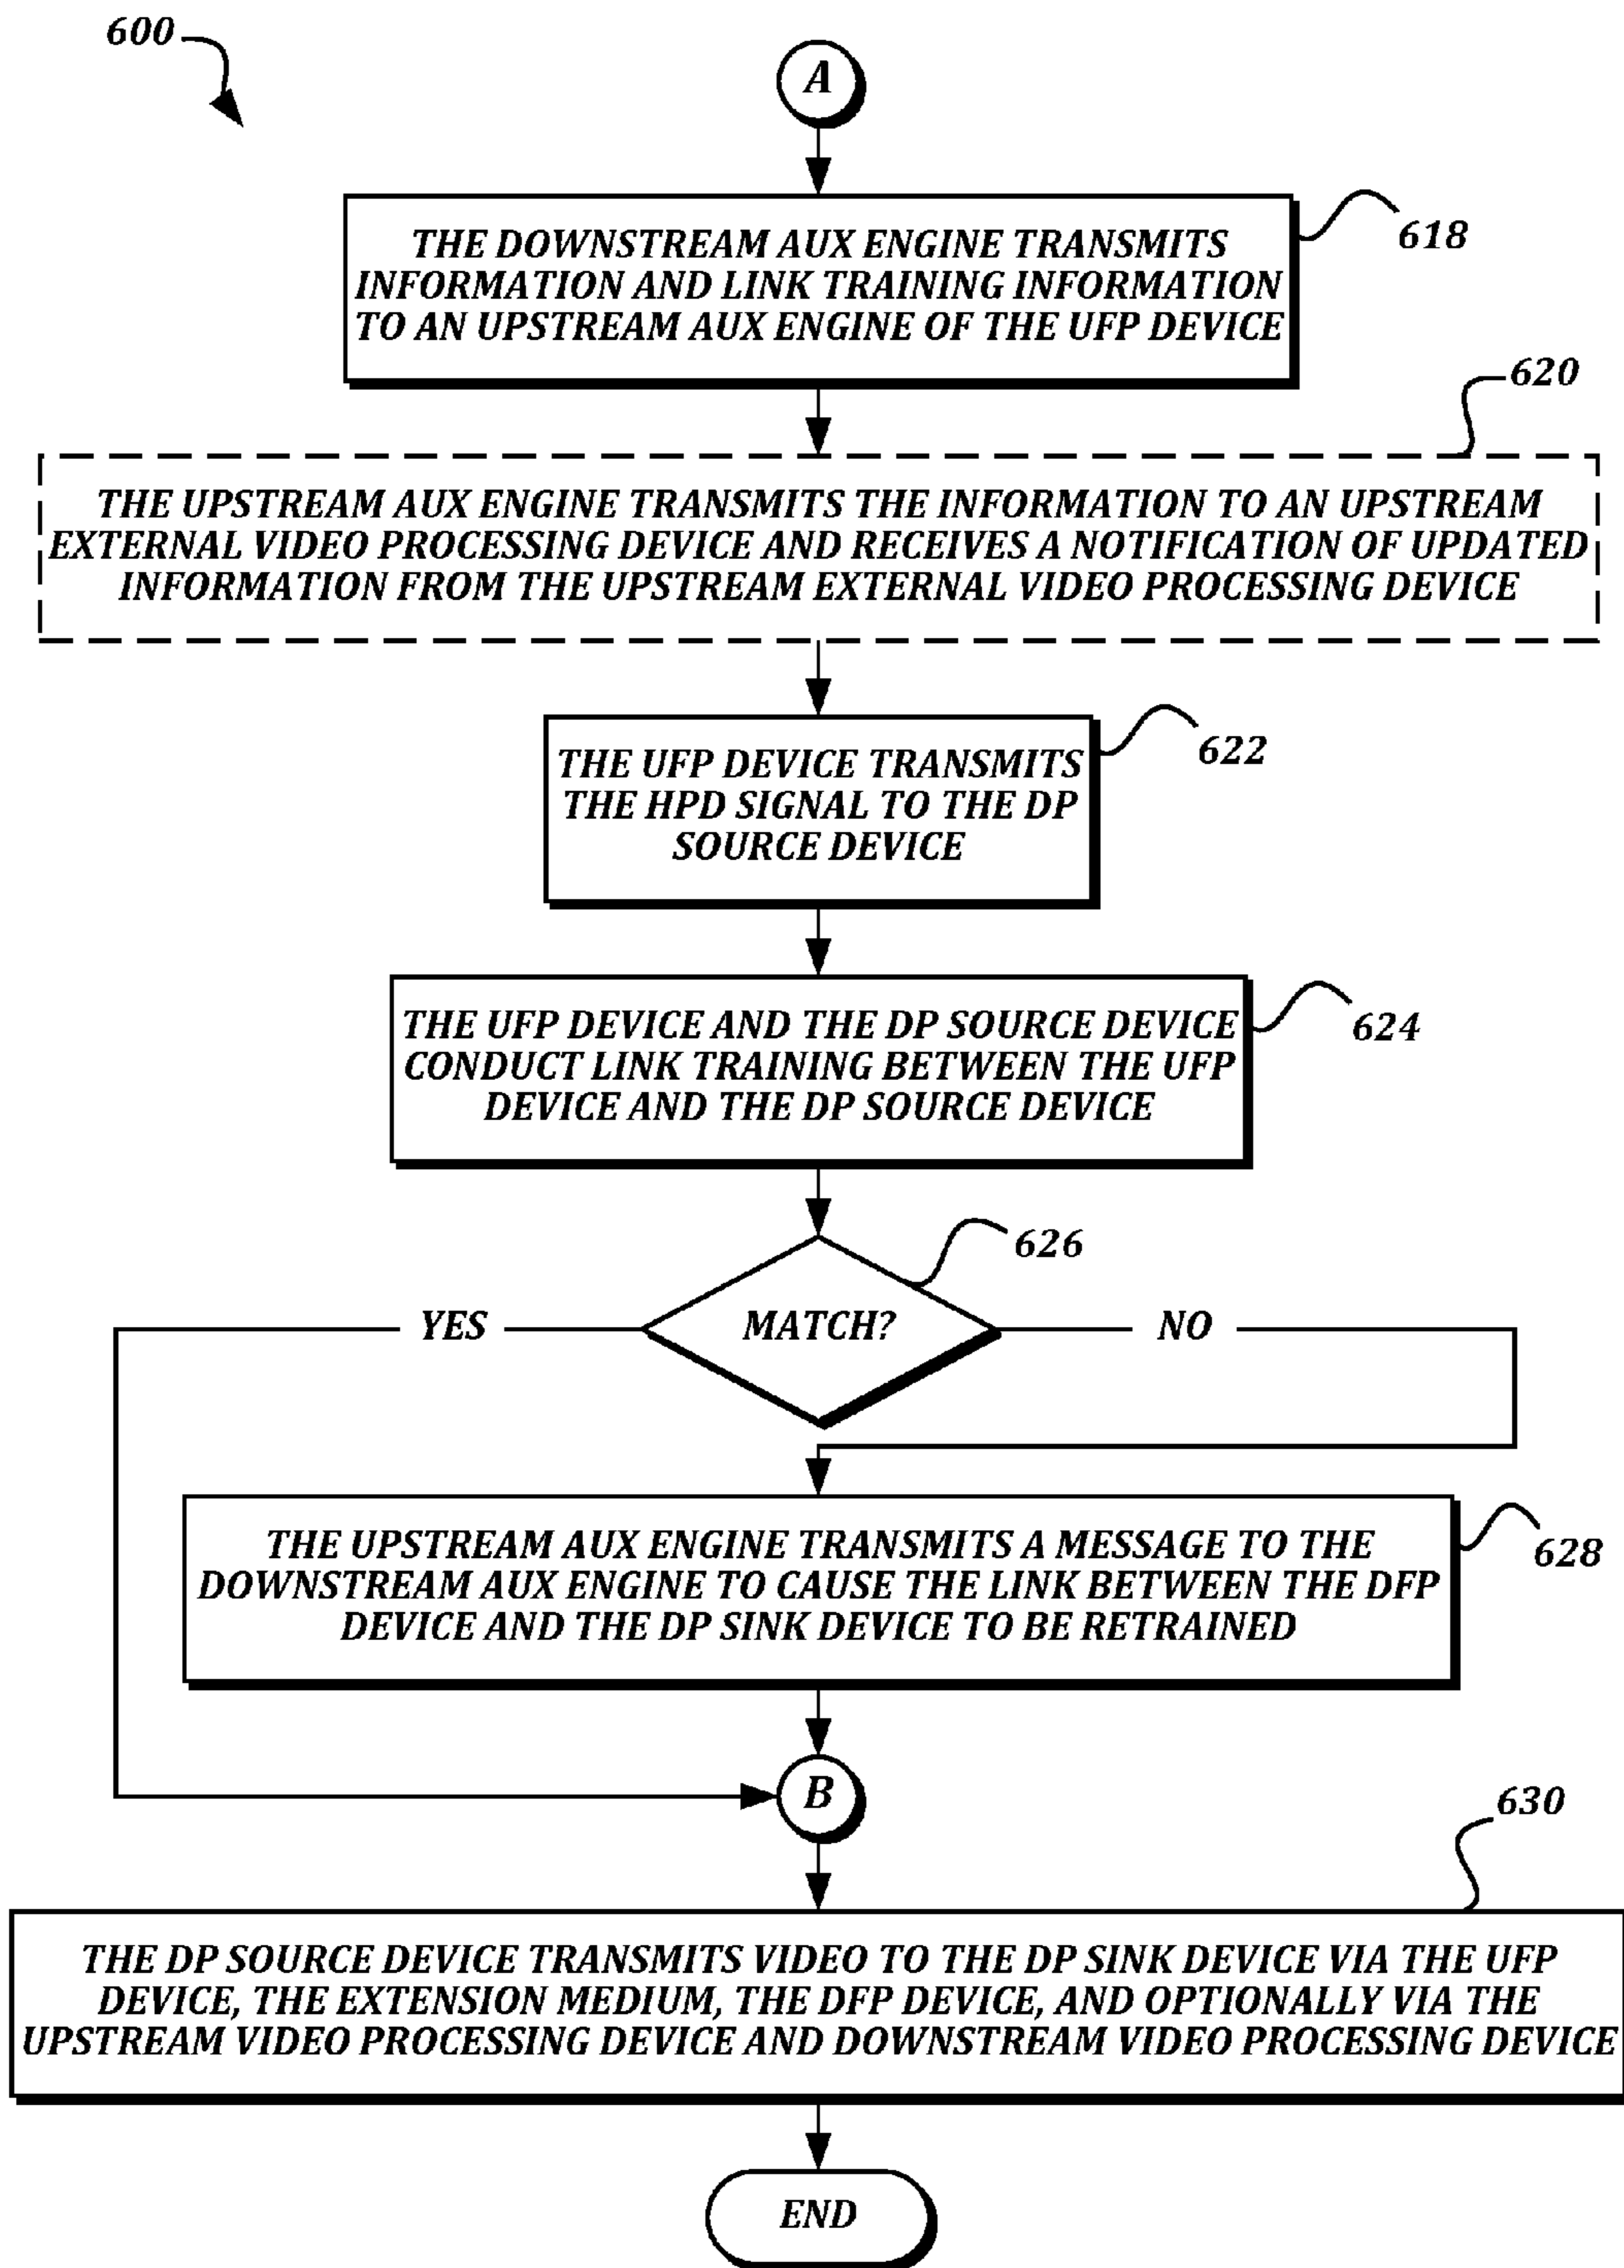 600
A
THE DOWNSTREAM AUX ENGINE TRANSMITS
INFORMATION AND LINK TRAINING INFORMATION
TO AN UPSTREAM AUX ENGINE OF THE UFP DEVICE
618
620
THE UPSTREAM AUX ENGINE TRANSMITS THE INFORMATION TO AN UPSTREAM
EXTERNAL VIDEO PROCESSING DEVICE AND RECEIVES A NOTIFICATION OF UPDATED
INFORMATION FROM THE UPSTREAM EXTERNAL VIDEO PROCESSING DEVICE
THE UFP DEVICE TRANSMITS
THE HPD SIGNAL TO THE DP
SOURCE DEVICE
622
THE UFP DEVICE AND THE DP SOURCE DEVICE
CONDUCT LINK TRAINING BETWEEN THE UFP
DEVICE AND THE DP SOURCE DEVICE
624
626
YES
MATCH?
NO
THE UPSTREAM AUX ENGINE TRANSMITS A MESSAGE TO THE
DOWNSTREAM AUX ENGINE TO CAUSE THE LINK BETWEEN THE DFP
DEVICE AND THE DP SINK DEVICE TO BE RETRAINED
628
B
630
THE DP SOURCE DEVICE TRANSMITS VIDEO TO THE DP SINK DEVICE VIA THE UFP
DEVICE, THE EXTENSION MEDIUM, THE DFP DEVICE, AND OPTIONALLY VIA THE
UPSTREAM VIDEO PROCESSING DEVICE AND DOWNSTREAM VIDEO PROCESSING DEVICE
END